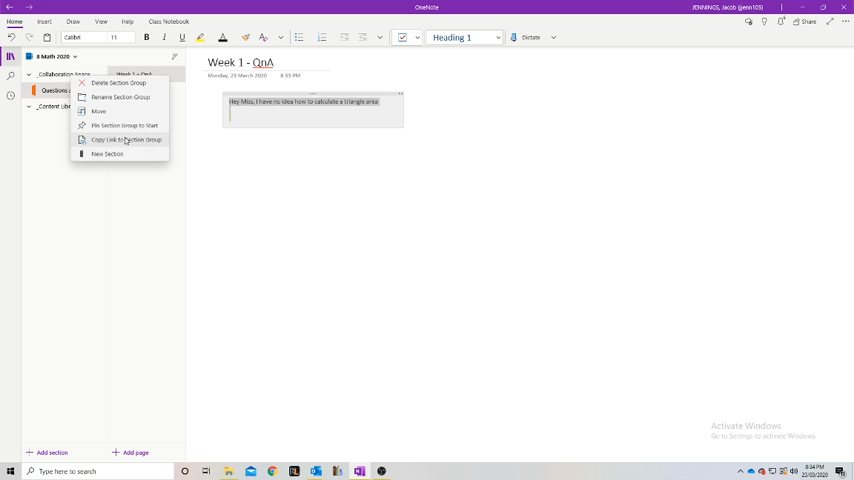 OneNote
JENNINGS, Jacob (jjenn103)
Home Insert Draw View Help Class Notebook
Share
Calibri 11 B I U Heading 1 Dictate
8 Math 2020
_Collaboration Space
Week 1 - QnA
Questions a
_Content Libr
Delete Section Group
Rename Section Group
Move
Pin Section Group to Start
Copy Link to Section Group
New Section
Week 1 - QnA
Monday, 23 March 2020 8:33 PM
Hey Miss, I have no idea how to calculate a triangle area
Activate Windows
Go to Settings to activate Windows.
+ Add section + Add page
Type here to search
8:34 PM
23/03/2020